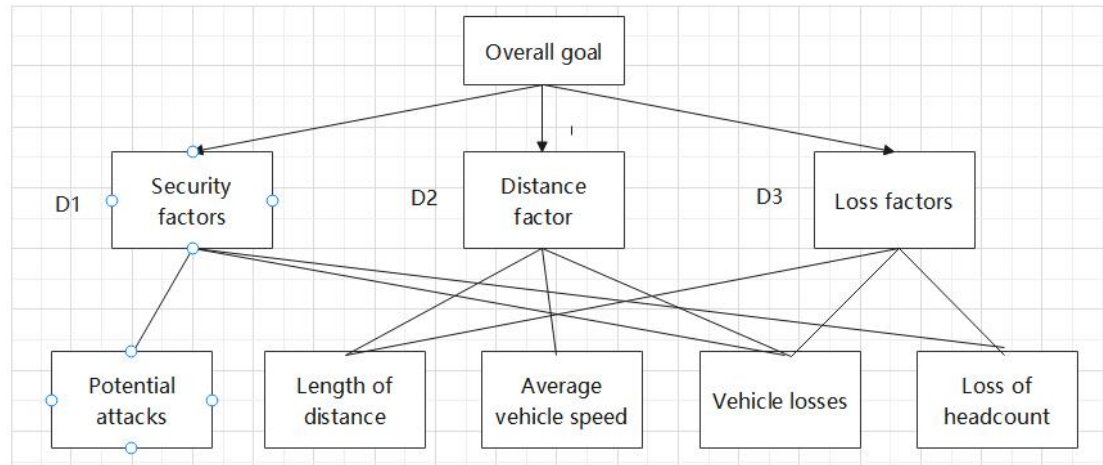 Overall goal
D1
Security
factors
D2
Distance
factor
D3
Loss factors
Potential
attacks
Length of
distance
Average
vehicle speed
Vehicle losses
Loss of
headcount